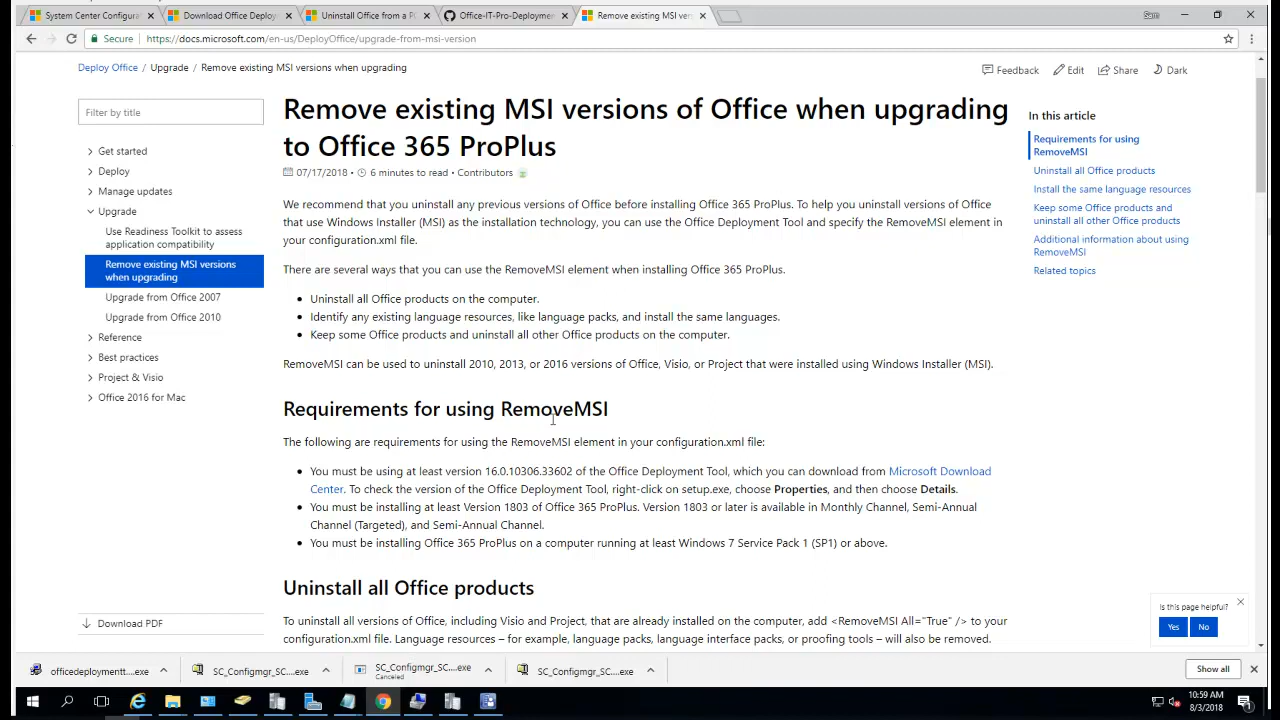 System Center Configura
Download Office Deploy
Uninstall Office from a P
Office-IT-Pro-Deploymen
Remove existing MSI vers
Sam
Secure https://docs.microsoft.com/en-us/DeployOffice/upgrade-from-msi-version
Deploy Office / Upgrade / Remove existing MSI versions when upgrading
Feedback Edit Share Dark
Filter by title
Get started
Deploy
Manage updates
Upgrade
Use Readiness Toolkit to assess
application compatibility
Remove existing MSI versions
when upgrading
Upgrade from Office 2007
Upgrade from Office 2010
Reference
Best practices
Project & Visio
Office 2016 for Mac
Download PDF
Remove existing MSI versions of Office when upgrading
to Office 365 ProPlus
07/17/2018 • 6 minutes to read • Contributors
We recommend that you uninstall any previous versions of Office before installing Office 365 ProPlus. To help you uninstall versions of Office
that use Windows Installer (MSI) as the installation technology, you can use the Office Deployment Tool and specify the RemoveMSI element in
your configuration.xml file.
There are several ways that you can use the RemoveMSI element when installing Office 365 ProPlus.
• Uninstall all Office products on the computer.
• Identify any existing language resources, like language packs, and install the same languages.
• Keep some Office products and uninstall all other Office products on the computer.
RemoveMSI can be used to uninstall 2010, 2013, or 2016 versions of Office, Visio, or Project that were installed using Windows Installer (MSI).
Requirements for using RemoveMSI
The following are requirements for using the RemoveMSI element in your configuration.xml file:
• You must be using at least version 16.0.10306.33602 of the Office Deployment Tool, which you can download from Microsoft Download
Center. To check the version of the Office Deployment Tool, right-click on setup.exe, choose Properties, and then choose Details.
• You must be installing at least Version 1803 of Office 365 ProPlus. Version 1803 or later is available in Monthly Channel, Semi-Annual
Channel (Targeted), and Semi-Annual Channel.
• You must be installing Office 365 ProPlus on a computer running at least Windows 7 Service Pack 1 (SP1) or above.
Uninstall all Office products
To uninstall all versions of Office, including Visio and Project, that are already installed on the computer, add <RemoveMSI All="True" /> to your
configuration.xml file. Language resources – for example, language packs, language interface packs, or proofing tools – will also be removed.
In this article
Requirements for using
RemoveMSI
Uninstall all Office products
Install the same language resources
Keep some Office products and
uninstall all other Office products
Additional information about using
RemoveMSI
Related topics
Is this page helpful?
Yes No
officedeploymentt....exe
SC_Configmgr_SC....exe
SC_Configmgr_SC....exe
Canceled
SC_Configmgr_SC....exe
Show all
10:59 AM
8/3/2018